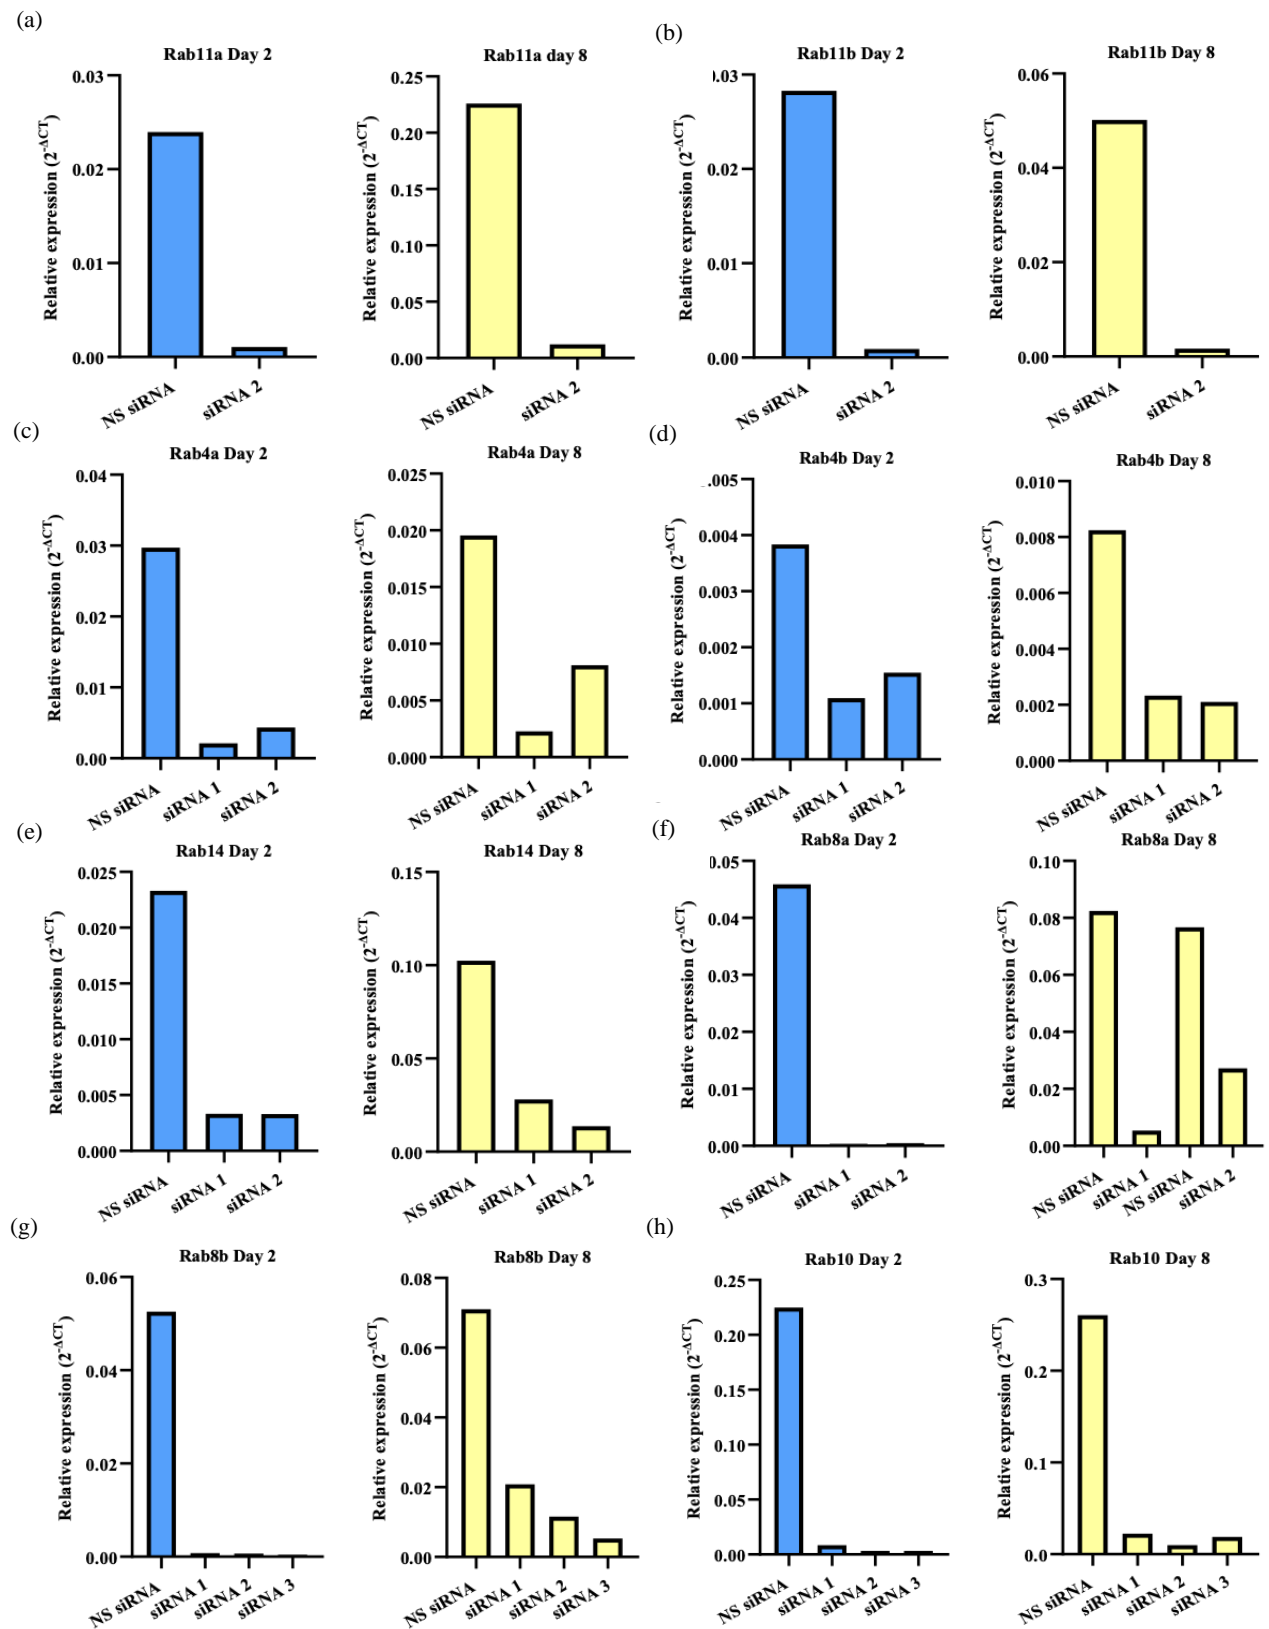 (a)
Rab11a Day 2
Relative expression (2-ΔCT)
0.03
0.02
0.01
0.00
NS siRNA
siRNA 2
Rab11a day 8
Relative expression (2-ΔCT)
0.25
0.20
0.15
0.10
0.05
0.00
NS siRNA
siRNA 2
(b)
Rab11b Day 2
Relative expression (2-ΔCT)
0.03
0.02
0.01
0.00
NS siRNA
siRNA 2
Rab11b Day 8
Relative expression (2-ΔCT)
0.06
0.04
0.02
0.00
NS siRNA
siRNA 2
(c)
Rab4a Day 2
Relative expression (2-ΔCT)
0.04
0.03
0.02
0.01
0.00
NS siRNA
siRNA 1
siRNA 2
Rab4a Day 8
Relative expression (2-ΔCT)
0.025
0.020
0.015
0.010
0.005
0.000
NS siRNA
siRNA 1
siRNA 2
(d)
Rab4b Day 2
Relative expression (2-ΔCT)
.005
0.004
0.003
0.002
0.001
0.000
NS siRNA
siRNA 1
siRNA 2
Rab4b Day 8
Relative expression (2-ΔCT)
0.010
0.008
0.006
0.004
0.002
0.000
NS siRNA
siRNA 1
siRNA 2
(e)
Rab14 Day 2
Relative expression (2-ΔCT)
0.025
0.020
0.015
0.010
0.005
0.000
NS siRNA
siRNA 1
siRNA 2
Rab14 Day 8
Relative expression (2-ΔCT)
0.15
0.10
0.05
0.00
NS siRNA
siRNA 1
siRNA 2
(f)
Rab8a Day 2
Relative expression (2-ΔCT)
0.05
0.04
0.03
0.02
0.01
0.00
NS siRNA
siRNA 1
siRNA 2
Rab8a Day 8
Relative expression (2-ΔCT)
0.10
0.08
0.06
0.04
0.02
0.00
NS siRNA
siRNA 1
NS siRNA
siRNA 2
(g)
Rab8b Day 2
Relative expression (2-ΔCT)
0.06
0.04
0.02
0.00
NS siRNA
siRNA 1
siRNA 2
siRNA 3
Rab8b Day 8
Relative expression (2-ΔCT)
0.08
0.06
0.04
0.02
0.00
NS siRNA
siRNA 1
siRNA 2
siRNA 3
(h)
Rab10 Day 2
Relative expression (2-ΔCT)
0.25
0.20
0.15
0.10
0.05
0.00
NS siRNA
siRNA 1
siRNA 2
siRNA 3
Rab10 Day 8
Relative expression (2-ΔCT)
0.3
0.2
0.1
0.0
NS siRNA
siRNA 1
siRNA 2
siRNA 3